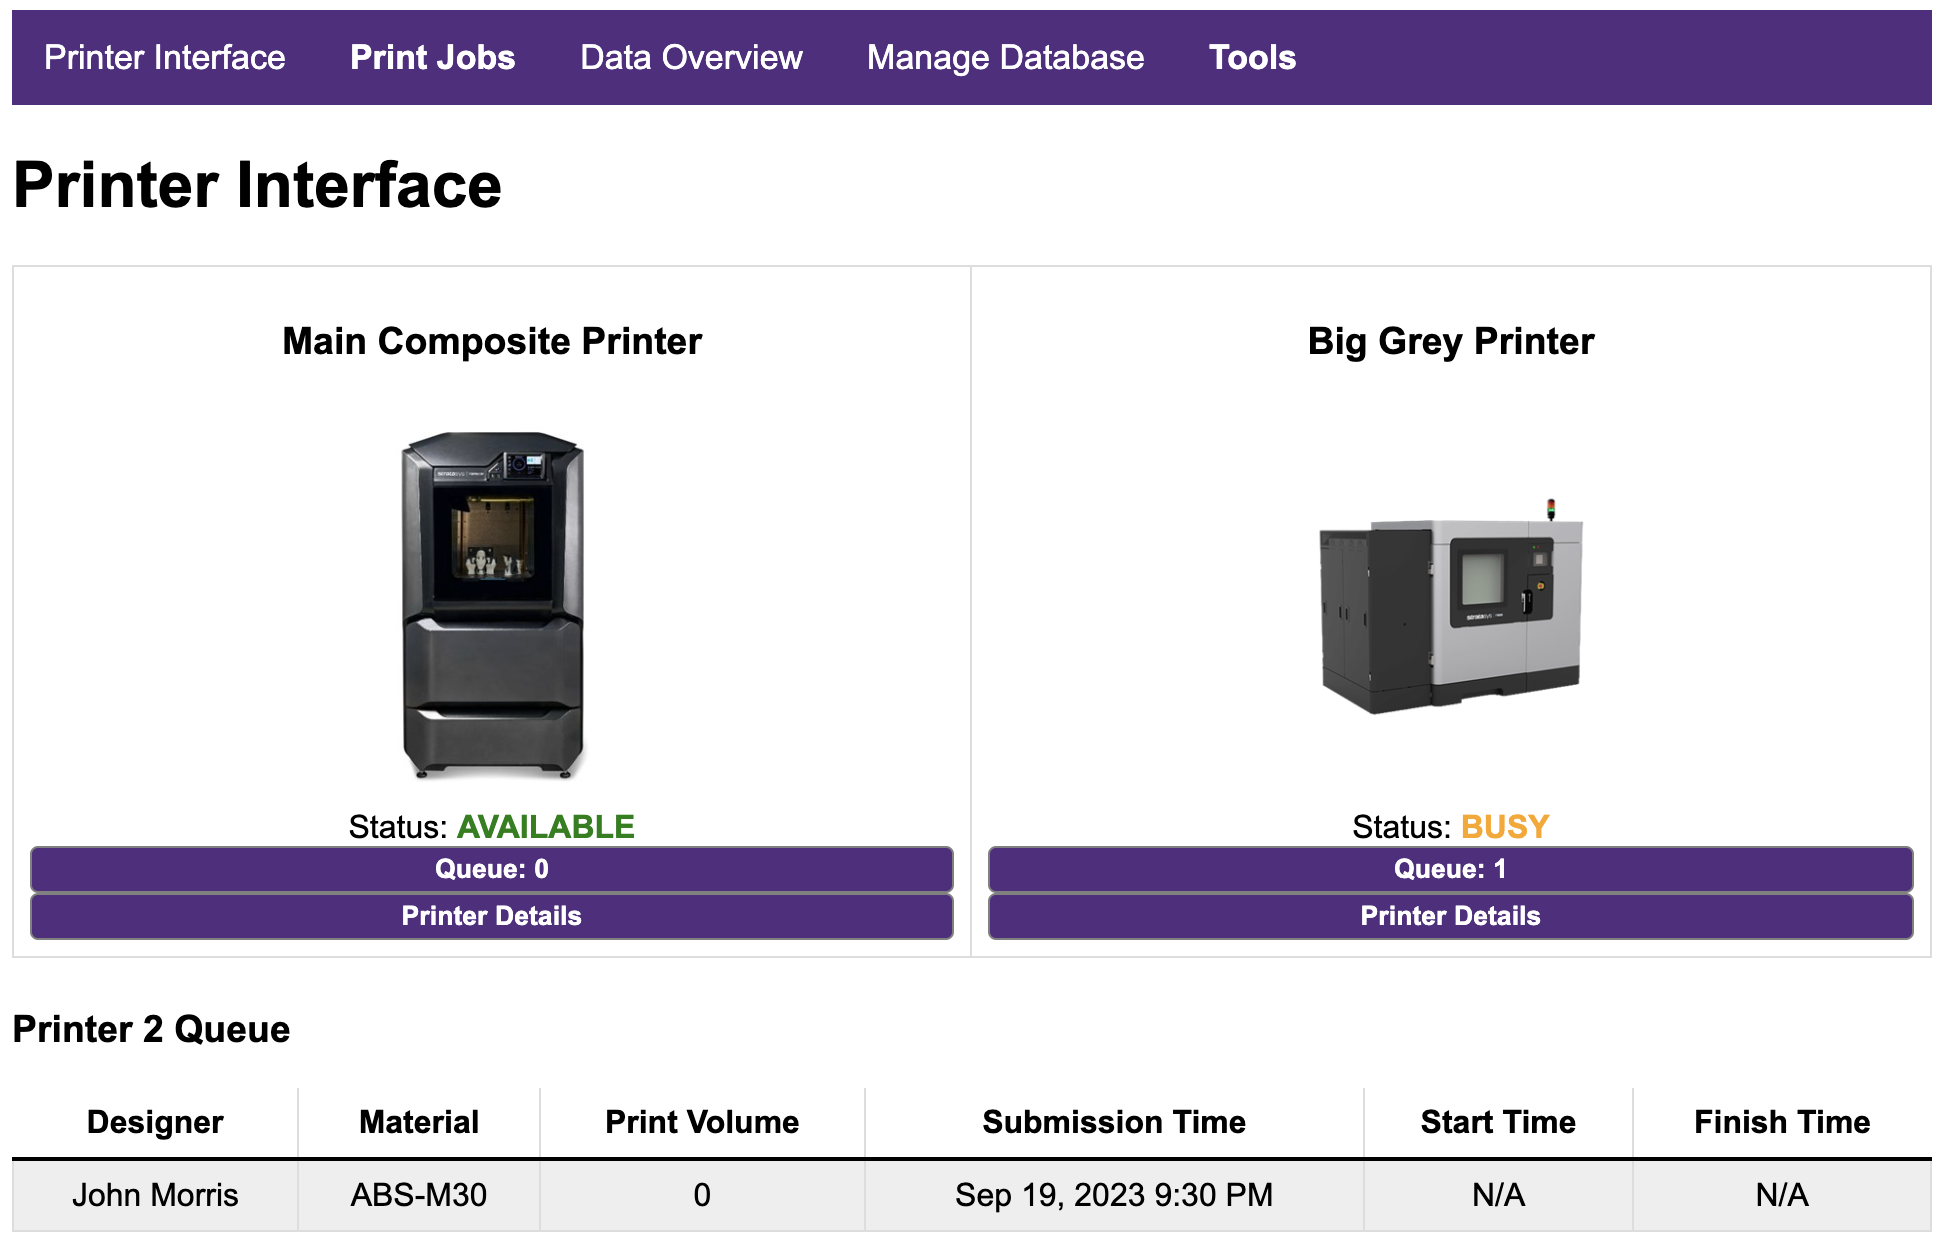 Printer Interface Print Jobs Data Overview Manage Database Tools
Printer Interface
Main Composite Printer
Big Grey Printer
Status: AVAILABLE
Queue: 0
Printer Details
Status: BUSY
Queue: 1
Printer Details
Printer 2 Queue
Designer Material Print Volume Submission Time Start Time Finish Time
John Morris ABS-M30 0 Sep 19, 2023 9:30 PM N/A N/A